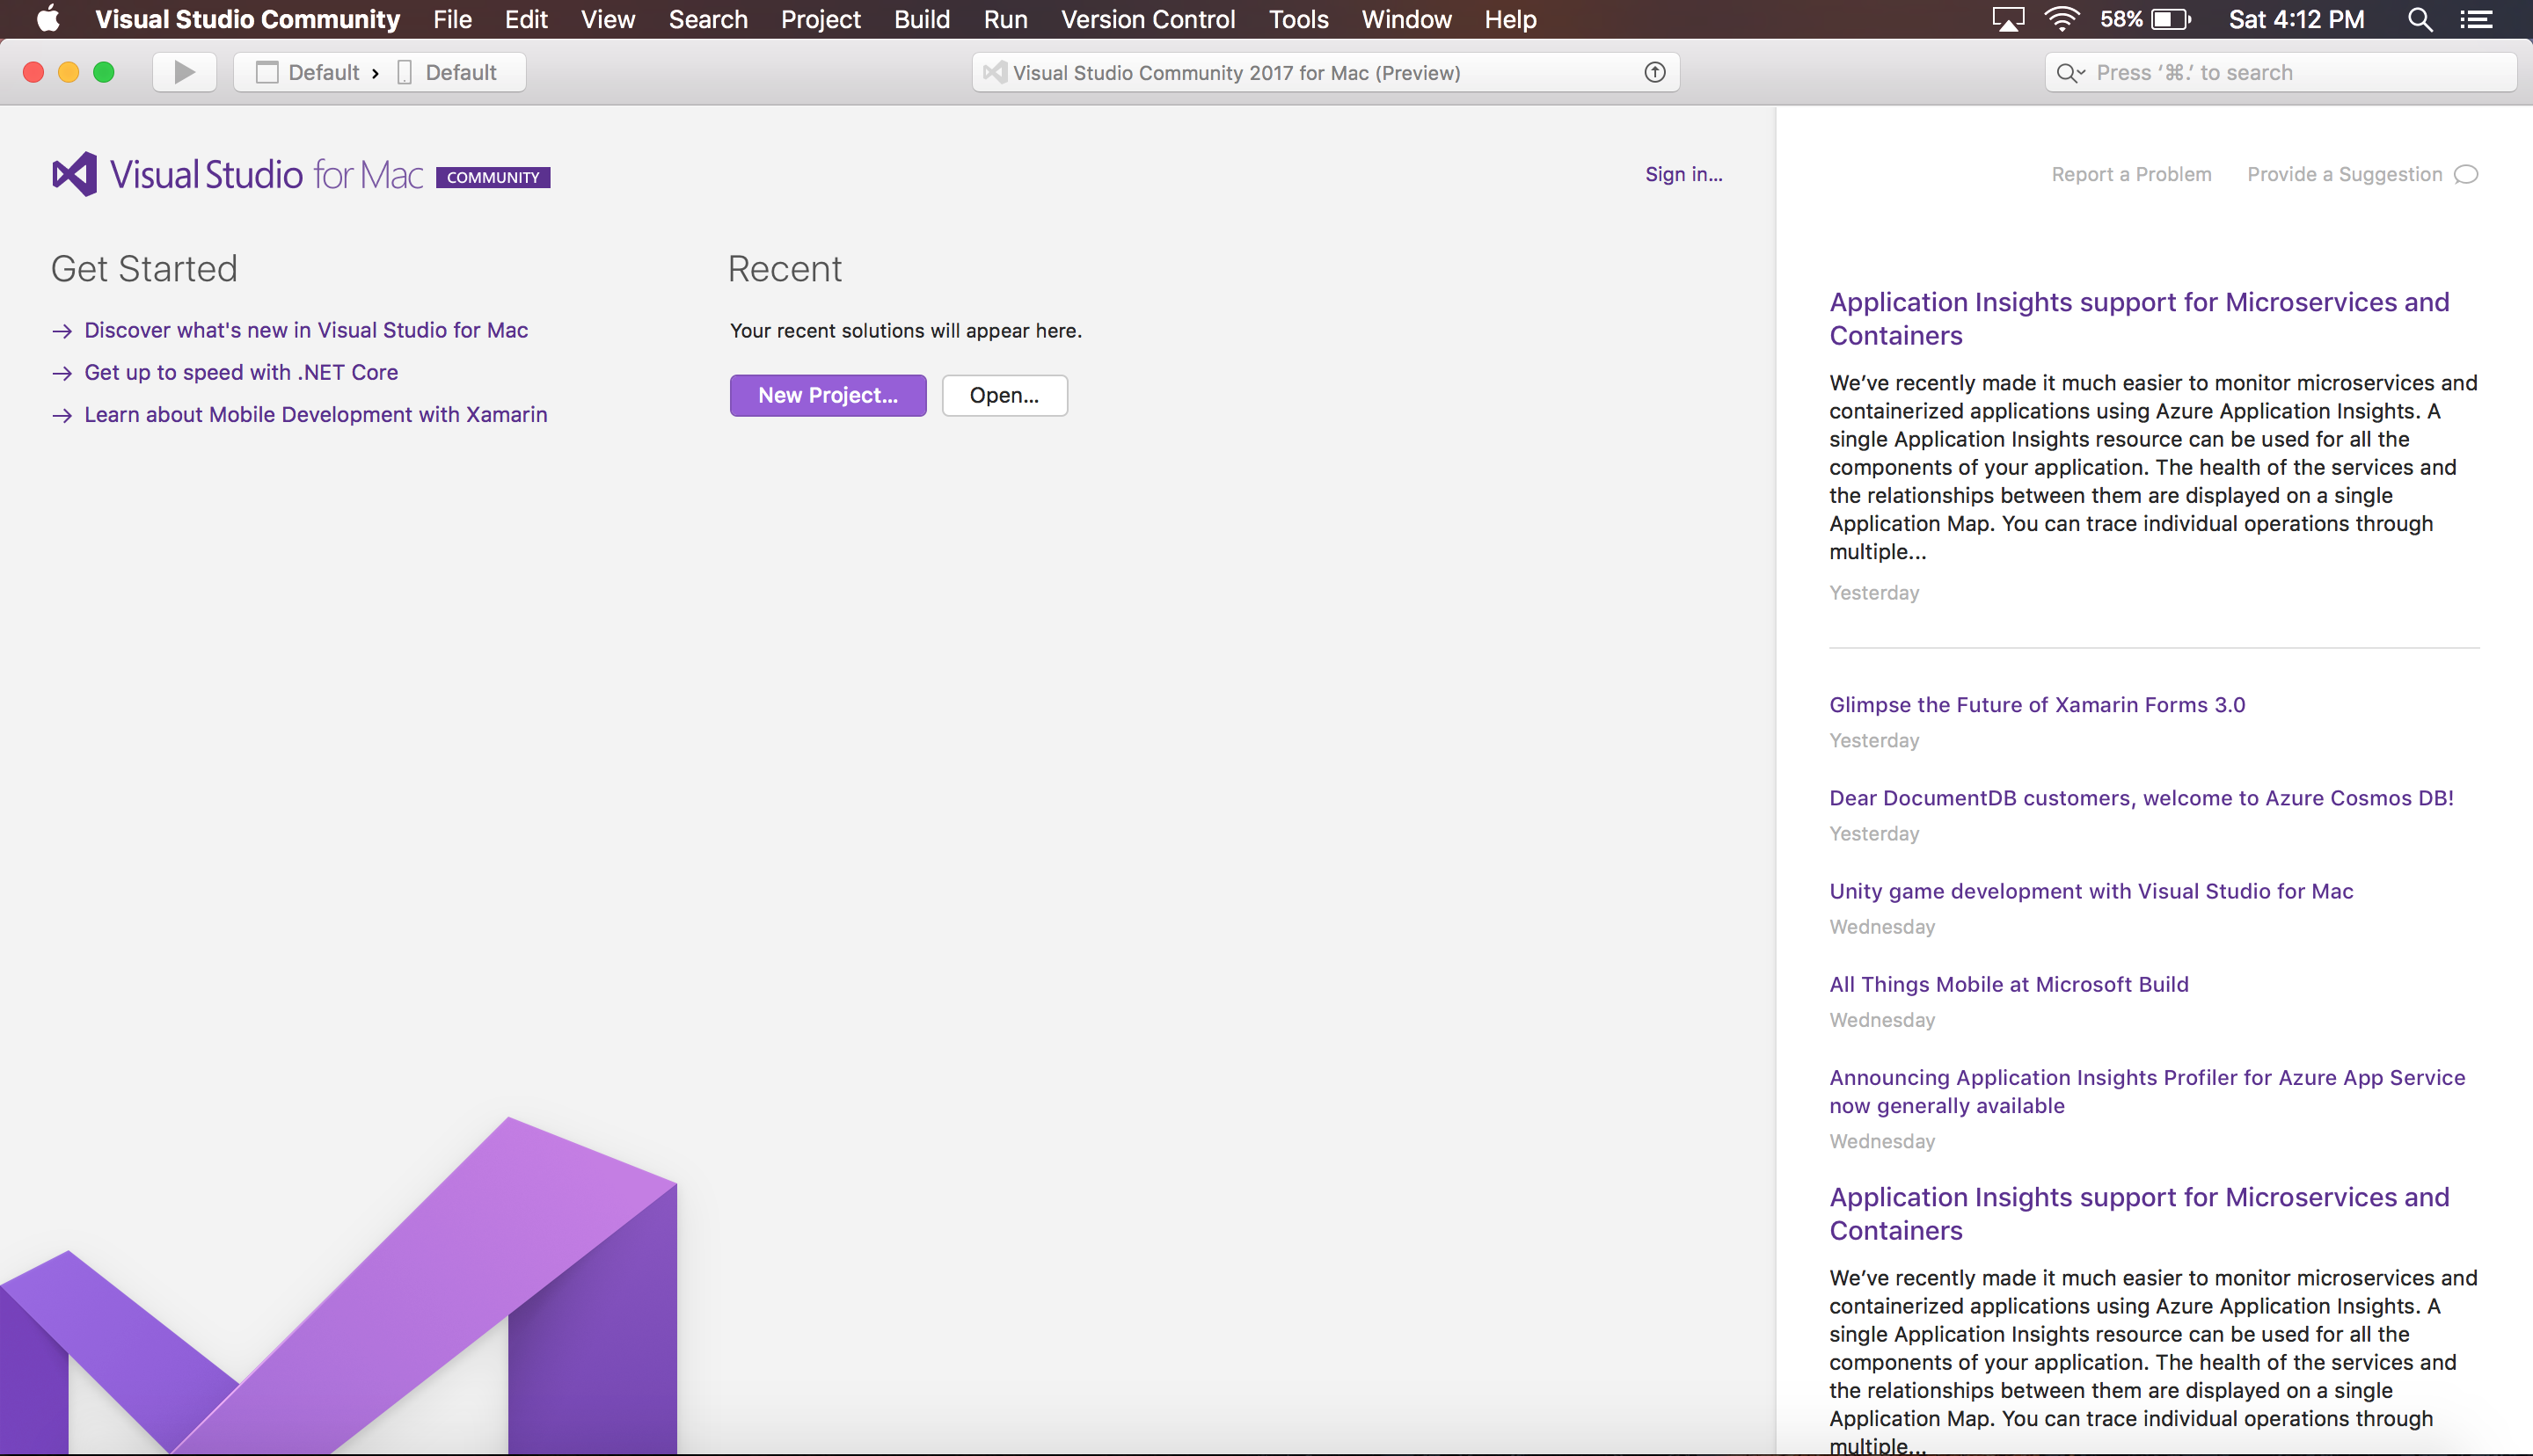 Visual Studio Community File Edit View Search Project Build Run Version Control Tools Window Help 58% Sat 4:12 PM
Default › Default
Visual Studio Community 2017 for Mac (Preview)
Press ‘⌘.’ to search
Visual Studio for Mac COMMUNITY
Sign in...
Get Started
→ Discover what's new in Visual Studio for Mac
→ Get up to speed with .NET Core
→ Learn about Mobile Development with Xamarin
Recent
Your recent solutions will appear here.
New Project... Open...
Report a Problem Provide a Suggestion
Application Insights support for Microservices and
Containers
We’ve recently made it much easier to monitor microservices and
containerized applications using Azure Application Insights. A
single Application Insights resource can be used for all the
components of your application. The health of the services and
the relationships between them are displayed on a single
Application Map. You can trace individual operations through
multiple...
Yesterday
Glimpse the Future of Xamarin Forms 3.0
Yesterday
Dear DocumentDB customers, welcome to Azure Cosmos DB!
Yesterday
Unity game development with Visual Studio for Mac
Wednesday
All Things Mobile at Microsoft Build
Wednesday
Announcing Application Insights Profiler for Azure App Service
now generally available
Wednesday
Application Insights support for Microservices and
Containers
We’ve recently made it much easier to monitor microservices and
containerized applications using Azure Application Insights. A
single Application Insights resource can be used for all the
components of your application. The health of the services and
the relationships between them are displayed on a single
Application Map. You can trace individual operations through
multiple...